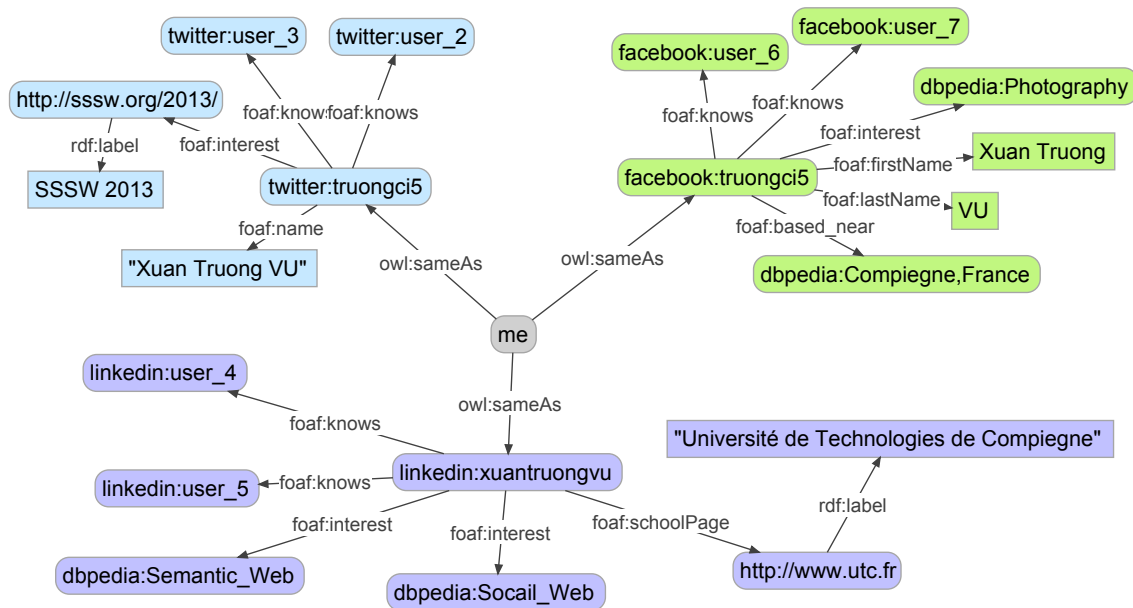 twitter:user_3
twitter:user_2
facebook:user_7
facebook:user_6
http://sssw.org/2013/
foaf:knows
foaf:knows
foaf:knows
foaf:knows
dbpedia:Photography
rdf:label
foaf:interest
foaf:interest
foaf:firstName
Xuan Truong
SSSW 2013
twitter:truongci5
facebook:truongci5
foaf:lastName
VU
foaf:name
foaf:based_near
"Xuan Truong VU"
owl:sameAs
owl:sameAs
dbpedia:Compiegne,France
me
linkedin:user_4
owl:sameAs
foaf:knows
"Université de Technologies de Compiegne"
linkedin:xuantruongvu
linkedin:user_5
foaf:knows
rdf:label
foaf:interest
foaf:interest
foaf:schoolPage
dbpedia:Semantic_Web
dbpedia:Socail_Web
http://www.utc.fr